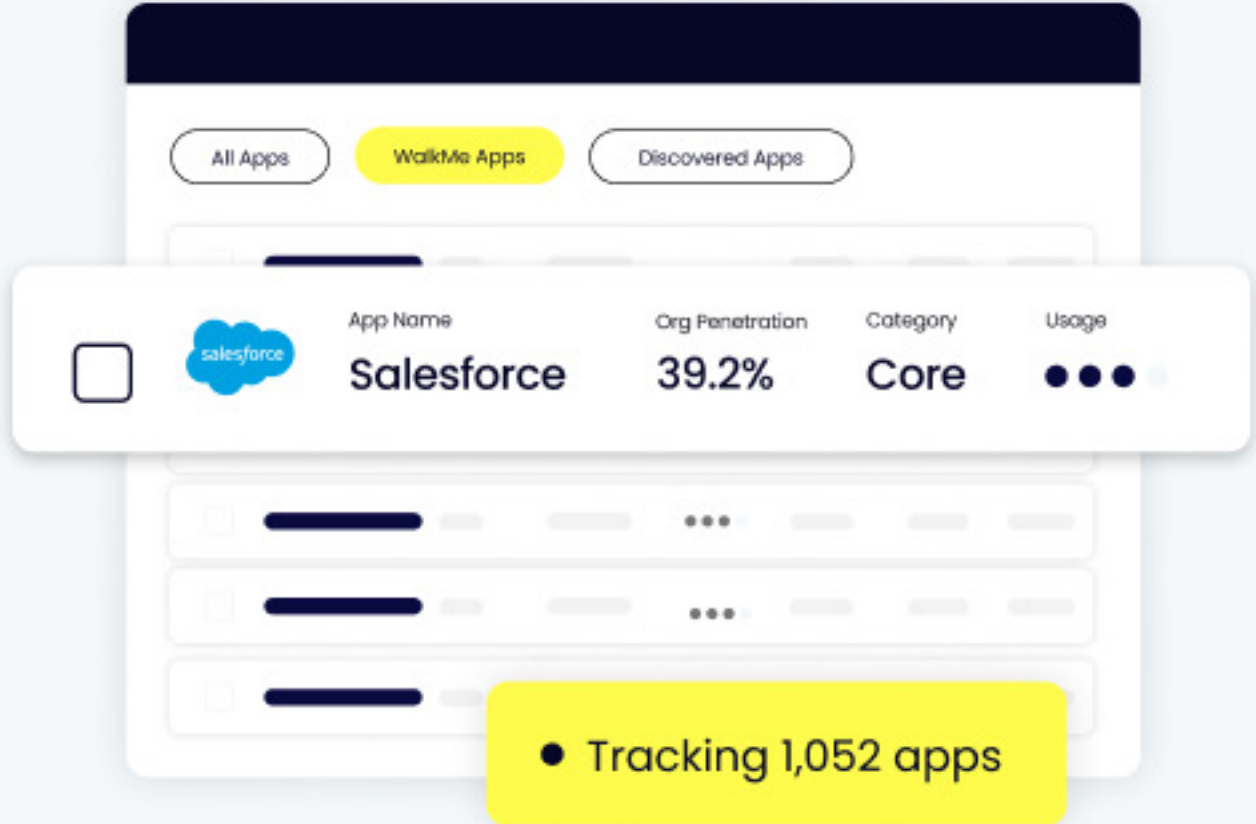 All Apps WalkMe Apps Discovered Apps
App Name Org Penetration Category Usage
salesforce Salesforce 39.2% Core
Tracking 1,052 apps